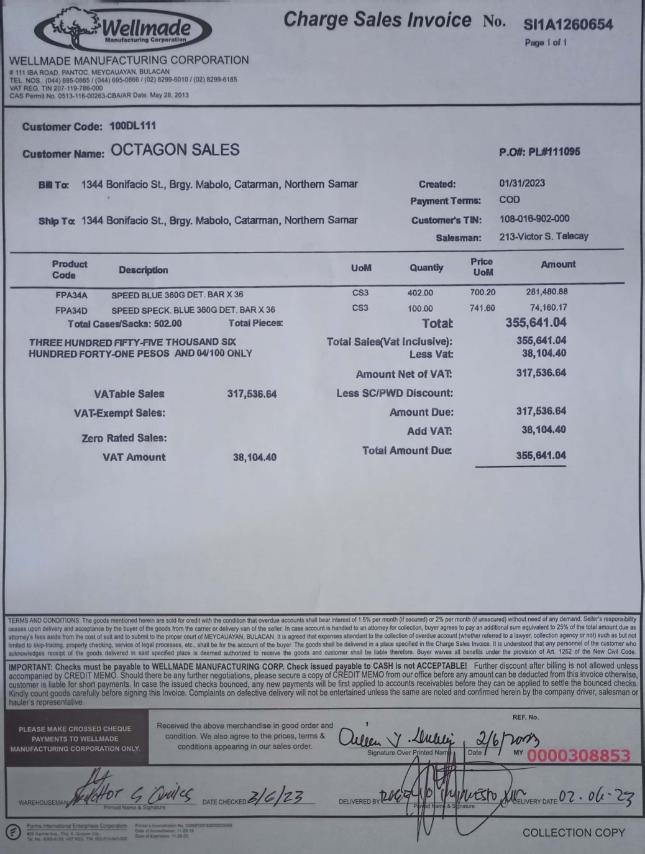 Wellmade
Manufacturing Corporation
Charge Sales Invoice No. SI1A1260654
Page 1 of 1
WELLMADE MANUFACTURING CORPORATION
# 111 IBA ROAD, PANTOC, MEYCAUAYAN, BULACAN
VAT REG. TIN 207-119-786-000
CAS Permit No. 0513-116-00263-CBA/AR Date: May 28, 2013
Customer Code: 100DL111
Customer Name: OCTAGON SALES
P.O#: PL#111095
Bill To: 1344 Bonifacio St., Brgy. Mabolo, Catarman, Northern Samar
Created: 01/31/2023
Payment Terms: COD
Ship To: 1344 Bonifacio St., Brgy. Mabolo, Catarman, Northern Samar
Customer's TIN: 108-016-902-000
Salesman: 213-Victor S. Telacay
Product Code Description UoM Quantiy Price UoM Amount
FPA34A SPEED BLUE 360G DET. BAR X 36 CS3 402.00 700.20 281,480.88
FPA34D SPEED SPECK. BLUE 360G DET. BAR X 36 CS3 100.00 741.60 74,160.17
Total Cases/Sacks: 502.00 Total Pieces: Total: 355,641.04
THREE HUNDRED FIFTY-FIVE THOUSAND SIX
HUNDRED FORTY-ONE PESOS AND 04/100 ONLY
Total Sales(Vat Inclusive): 355,641.04
Less Vat: 38,104.40
Amount Net of VAT: 317,536.64
VATable Sales 317,536.64
Less SC/PWD Discount:
VAT-Exempt Sales:
Amount Due: 317,536.64
Zero Rated Sales:
Add VAT: 38,104.40
VAT Amount 38,104.40
Total Amount Due: 355,641.04
TERMS AND CONDITIONS: The goods mentioned herein are sold for credit with the condition that overdue accounts shall bear interest of 1.5% per month (if secured) or 2% per month (if unsecured) without need of any demand. Seller's responsibility
ceases upon delivery and acceptance by the buyer of the goods from the carrier or delivery van of the seller. In case account is handled to an attorney for collection, buyer agrees to pay an additional sum equivalent to 25% of the total amount due as
attorney's fees aside from the cost of suit and to submit to the proper court of MEYCAUAYAN, BULACAN. It is agreed that expenses attendant to the collection of overdue account (whether referred to a lawyer, collection agency or not) such as but not
limited to skip-tracing, property checking, service of legal processes, etc., shall be for the account of the buyer. The goods shall be delivered in a place specified in the Charge Sales Invoice. It is understood that any personnel of the customer who
acknowledges receipt of the goods delivered in said specified place is deemed authorized to receive the goods and customer shall be liable therefore. Buyer waives all benefits under the provision of Art. 1252 of the New Civil Code.
IMPORTANT: Checks must be payable to WELLMADE MANUFACTURING CORP. Check issued payable to CASH is not ACCEPTABLE! Further discount after billing is not allowed unless
accompanied by CREDIT MEMO. Should there be any further negotiations, please secure a copy of CREDIT MEMO from our office before any amount can be deducted from this invoice otherwise,
customer is liable for short payments. In case the issued checks bounced, any new payments will be first applied to accounts receivables before they can be applied to settle the bounced checks.
Kindly count goods carefully before signing this Invoice. Complaints on defective delivery will not be entertained unless the same are noted and confirmed herein by the company driver, salesman or
hauler's representative.
PLEASE MAKE CROSSED CHEQUE
PAYMENTS TO WELLMADE
MANUFACTURING CORPORATION ONLY.
Received the above merchandise in good order and
condition. We also agree to the prices, terms &
conditions appearing in our sales order.
2/6/2023
Signature Over Printed Name Date
REF. No.
MY 0000308853
WAREHOUSEMAN
Printed Name & Signature
DATE CHECKED 2/6/23
DELIVERED BY
Printed Name & Signature
DELIVERY DATE 02-06-23
Forms International Enterprises Corporation
COLLECTION COPY